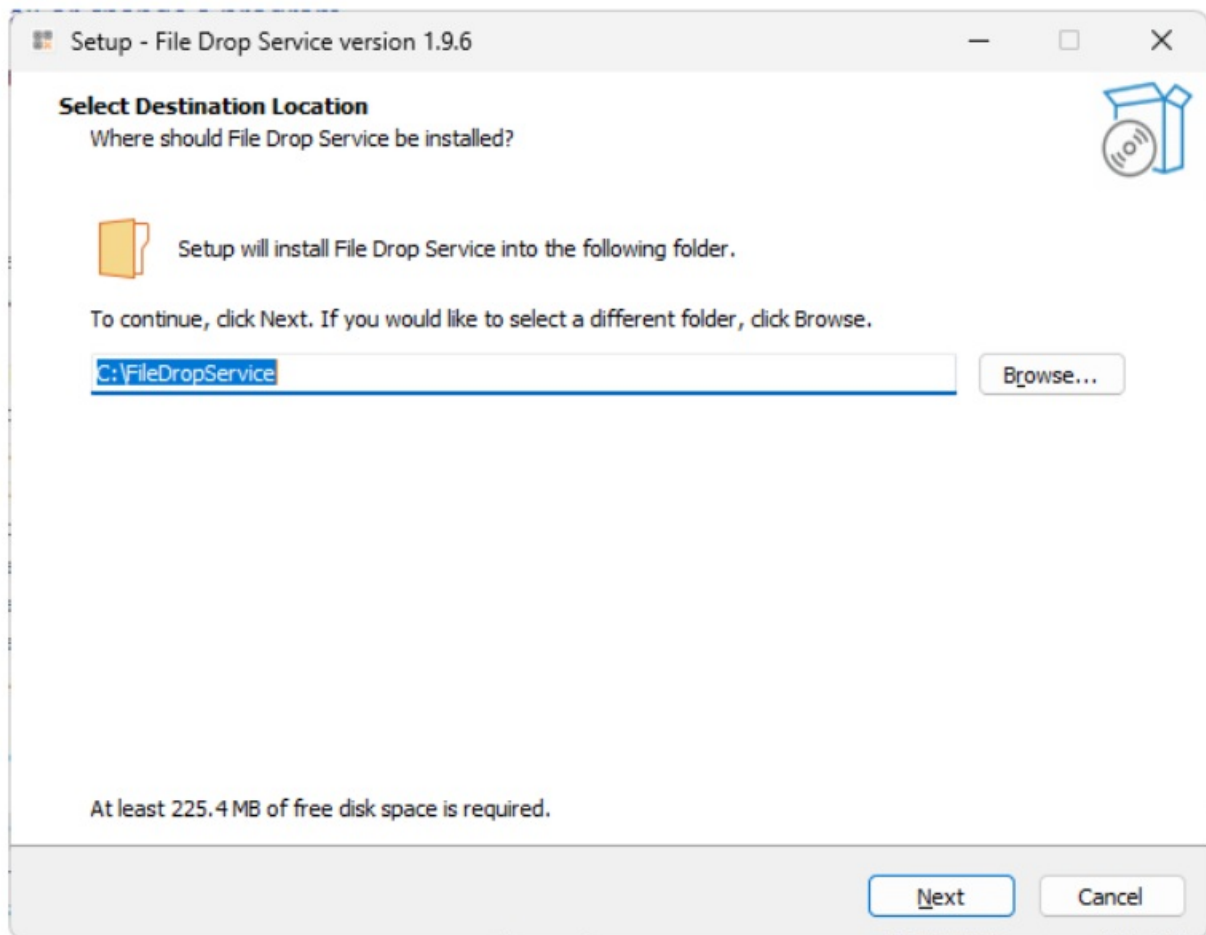 Setup - File Drop Service version 1.9.6
Select Destination Location
Where should File Drop Service be installed?
Setup will install File Drop Service into the following folder.
To continue, click Next. If you would like to select a different folder, click Browse.
C:\FileDropService
Browse...
At least 225.4 MB of free disk space is required.
Next
Cancel